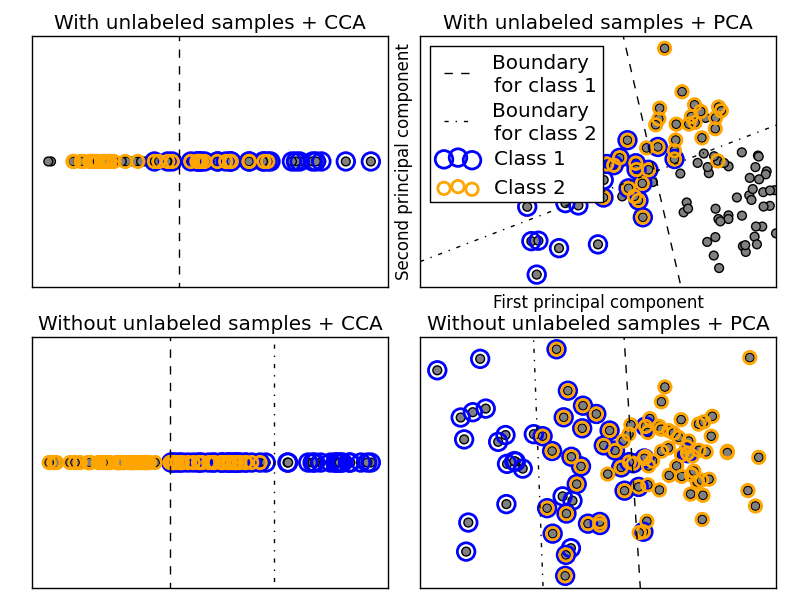 With unlabeled samples + CCA
With unlabeled samples + PCA
Second principal component
Boundary
for class 1
Boundary
for class 2
Class 1
Class 2
First principal component
Without unlabeled samples + CCA
Without unlabeled samples + PCA